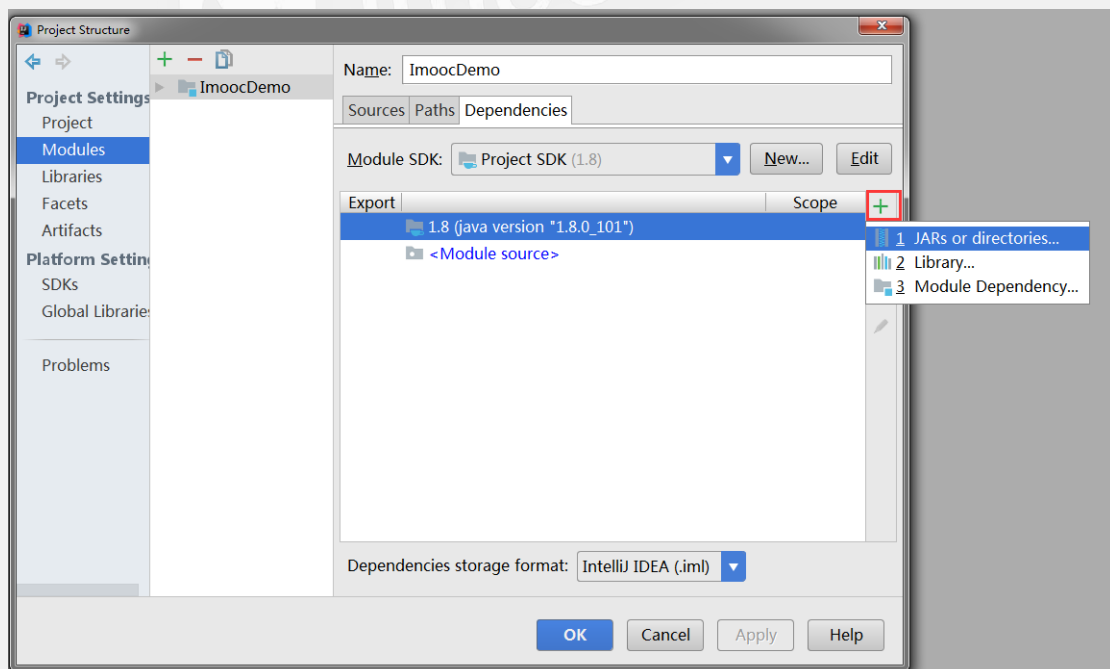 Project Structure
Project Settings
Project
Modules
Libraries
Facets
Artifacts
Platform Settin
SDKs
Global Librarie
Problems
ImoocDemo
Name: ImoocDemo
Sources Paths Dependencies
Module SDK: Project SDK (1.8) New... Edit
Export Scope
1.8 (java version "1.8.0_101")
<Module source>
1 JARs or directories...
2 Library...
3 Module Dependency...
Dependencies storage format: IntelliJ IDEA (.iml)
OK Cancel Apply Help